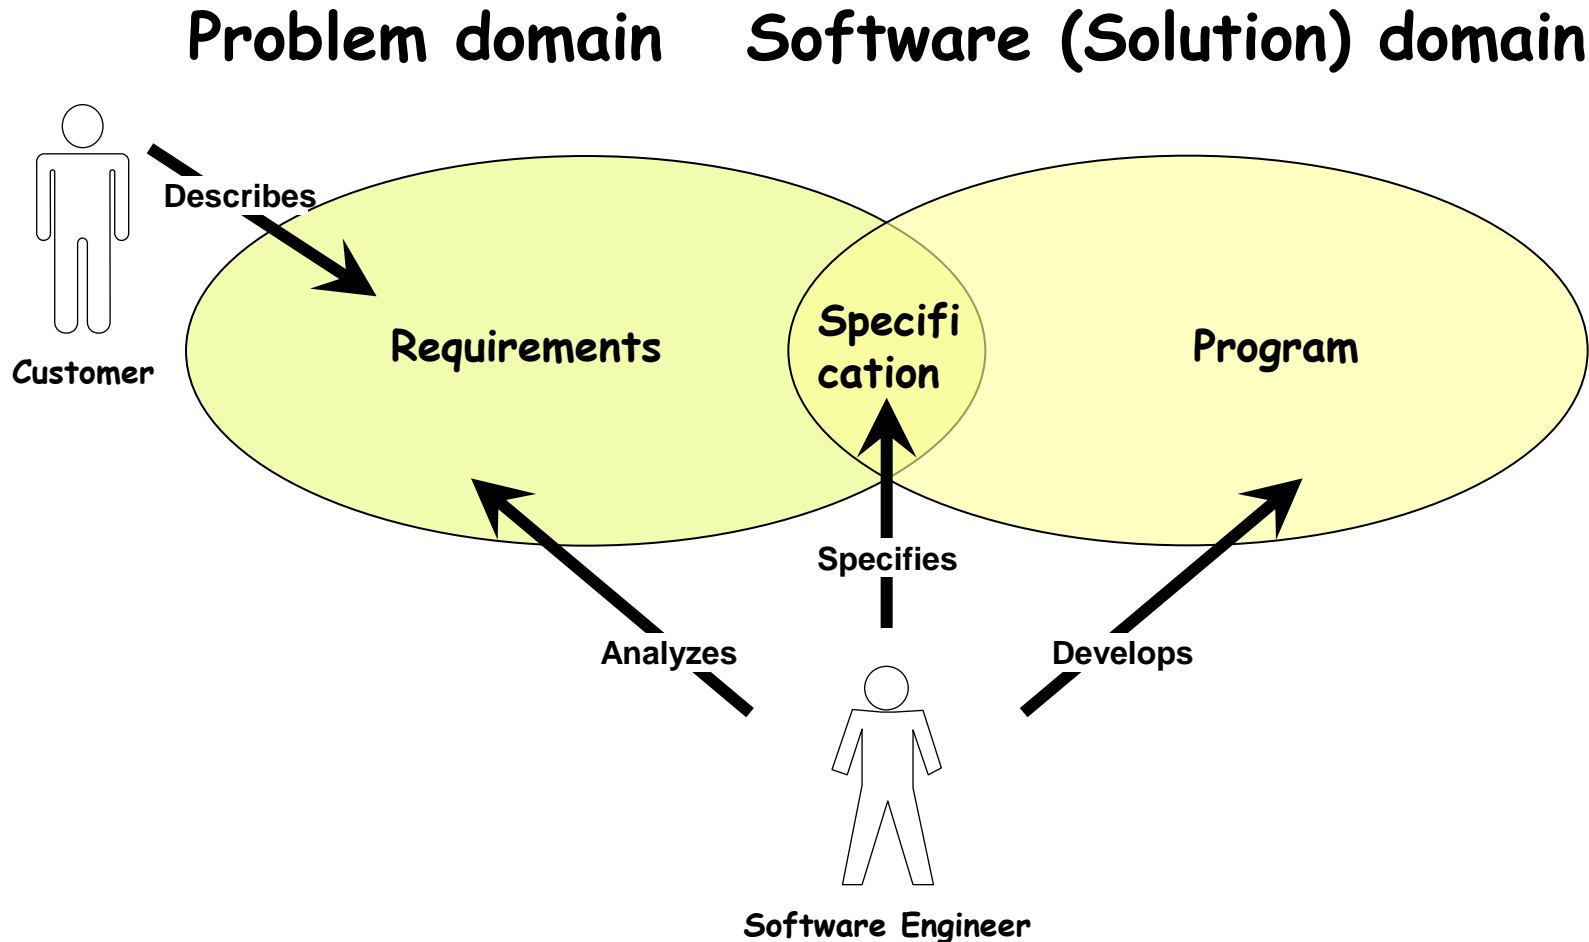 Problem domain
Software (Solution) domain
Describes
Customer
Requirements
Specifi
cation
Program
Specifies
Analyzes
Develops
Software Engineer